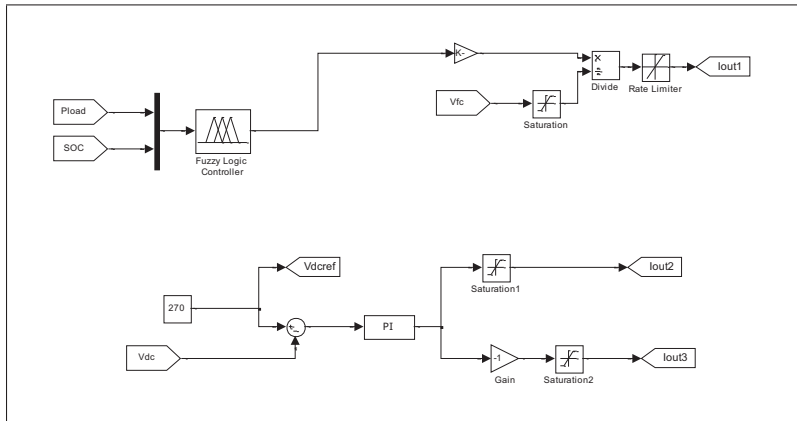 K-
Iout1
Vfc
Divide
Rate Limiter
Saturation
Pload
SOC
Fuzzy Logic
Controller
Vdcref
Iout2
Saturation1
270
PI
Vdc
-1
Iout3
Gain
Saturation2